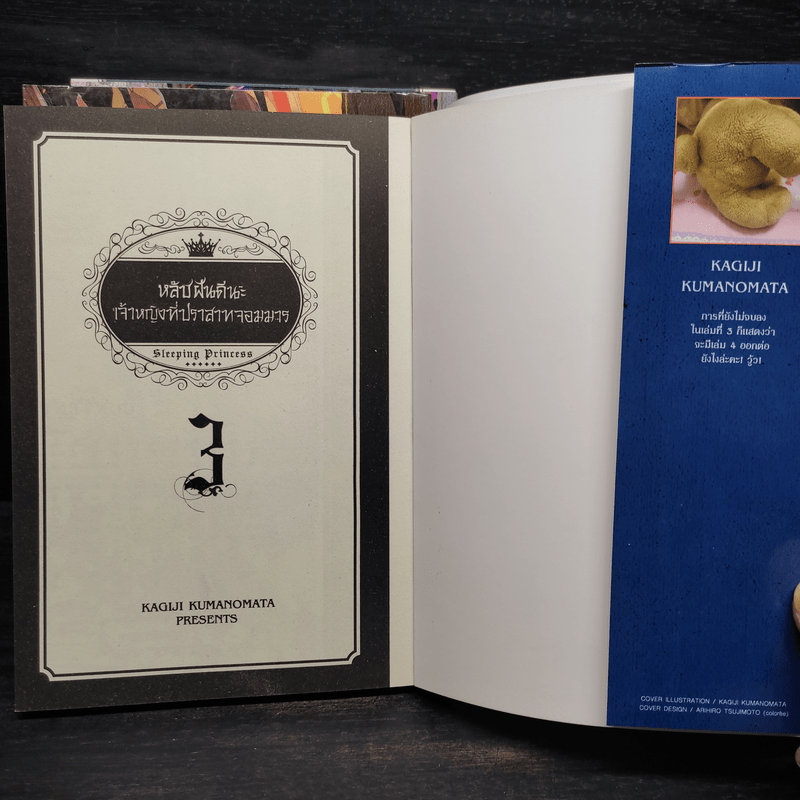 หลับฝันดีนะ
เจ้าหญิงที่ปราสาทจอมมาร
Sleeping Princess
3
KAGIJI KUMANOMATA
PRESENTS
KAGIJI
KUMANOMATA
การที่ยังไม่จบลง
ในเล่มที่ 3 ก็แสดงว่า
จะมีเล่ม 4 ออกต่อ
ยังไงล่ะคะ! วู้ว!
COVER ILLUSTRATION / KAGIJI KUMANOMATA
COVER DESIGN / ARIHIRO TSUJIMOTO (colorbe)